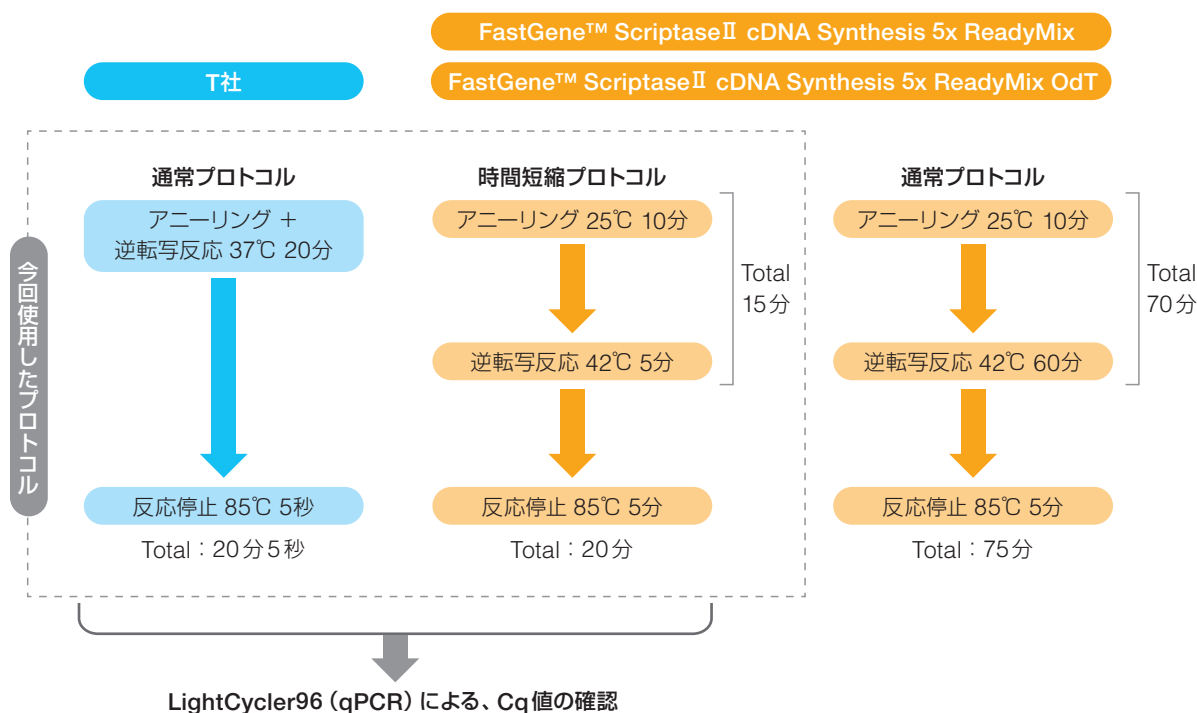 FastGene™ ScriptaseⅡ cDNA Synthesis 5x ReadyMix
T社
FastGene™ ScriptaseⅡ cDNA Synthesis 5x ReadyMix OdT
今回使用したプロトコル
通常プロトコル
アニーリング +
逆転写反応 37℃ 20分
反応停止 85℃ 5秒
Total：20分5秒
時間短縮プロトコル
アニーリング 25℃ 10分
逆転写反応 42℃ 5分
Total
15分
反応停止 85℃ 5分
Total：20分
通常プロトコル
アニーリング 25℃ 10分
逆転写反応 42℃ 60分
Total
70分
反応停止 85℃ 5分
Total：75分
LightCycler96（qPCR）による、Cq値の確認